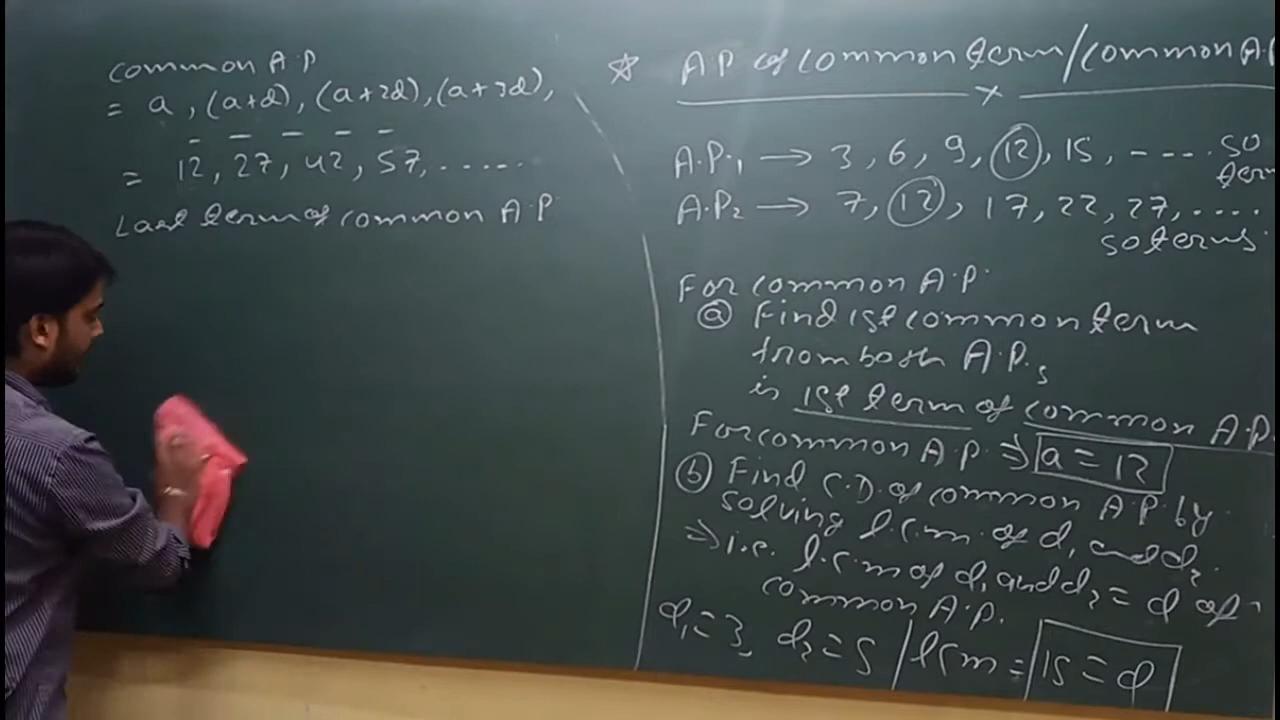 common A.P
= a, (a+d), (a+2d), (a+3d),
= 12, 27, 42, 57, ......
Last term of common A.P
☆ A.P of common term/common A.P
A.P.₁ → 3, 6, 9, 12, 15, ---- 50
term
A.P₂ → 7, 12, 17, 22, 27, ....
50 terms.
For common A.P.
(a) Find 1st common term
from both A.P.s
is 1st term of common A.P.
For common A.P. ⇒ a = 12
(b) Find C.D. of common A.P. by
solving l.c.m. of d₁ and d₂.
⇒ i.e. l.c.m of d₁ and d₂ = d of
common A.P.
d₁ = 3, d₂ = 5 / lcm = 15 = d